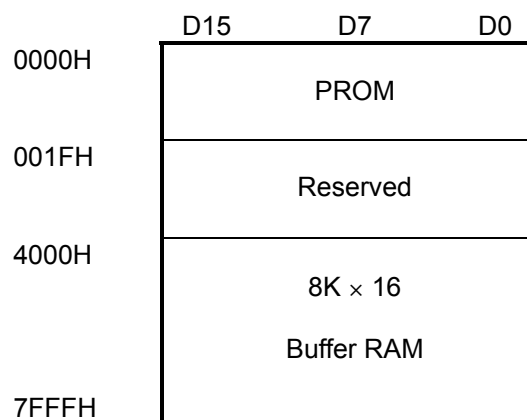 D15 D7 D0
0000H
PROM
001FH
Reserved
4000H
8K × 16
Buffer RAM
7FFFH